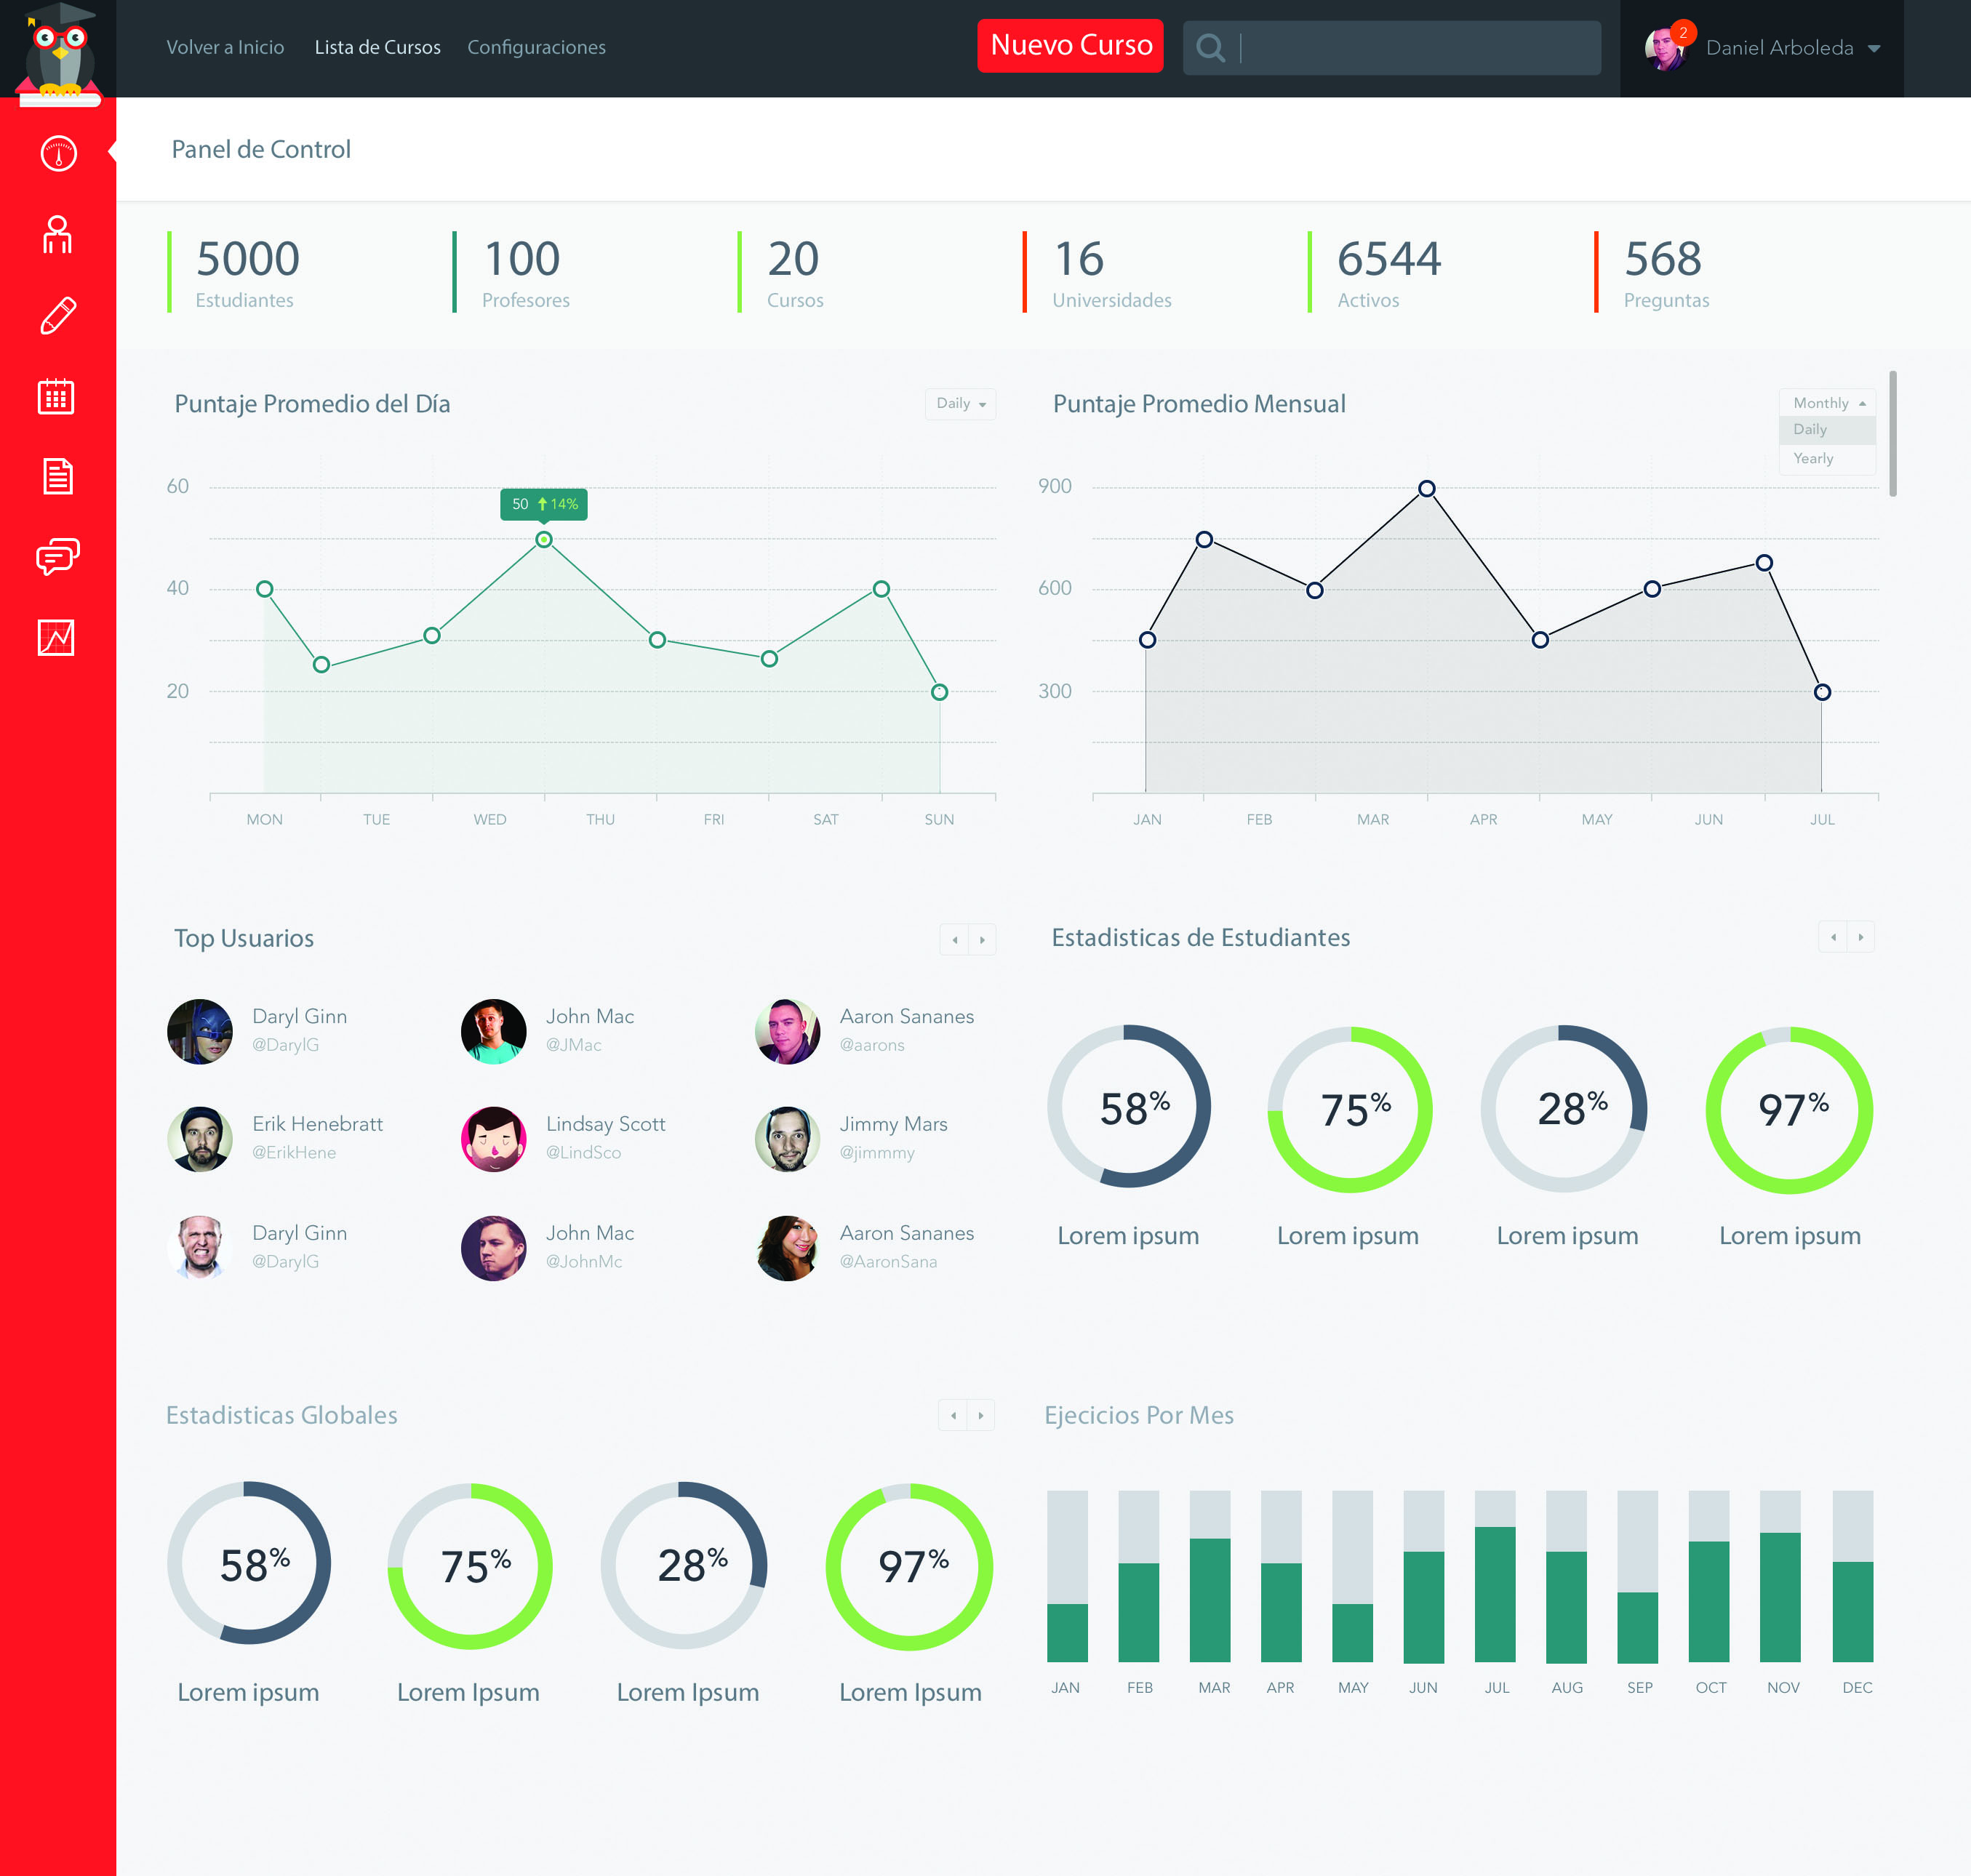 Volver a Inicio Lista de Cursos Configuraciones Nuevo Curso 2 Daniel Arboleda
Panel de Control
5000 100 20 16 6544 568
Estudiantes Profesores Cursos Universidades Activos Preguntas
Puntaje Promedio del Día Daily
60
50 14%
40
20
MON TUE WED THU FRI SAT SUN
Puntaje Promedio Mensual Monthly
Daily
Yearly
900
600
300
JAN FEB MAR APR MAY JUN JUL
Top Usuarios
Daryl Ginn John Mac Aaron Sananes
@DarylG @JMac @aarons
Erik Henebratt Lindsay Scott Jimmy Mars
@ErikHene @LindSco @jimmmy
Daryl Ginn John Mac Aaron Sananes
@DarylG @JohnMc @AaronSana
Estadisticas de Estudiantes
58% 75% 28% 97%
Lorem ipsum Lorem ipsum Lorem ipsum Lorem ipsum
Estadisticas Globales
58% 75% 28% 97%
Lorem ipsum Lorem Ipsum Lorem Ipsum Lorem Ipsum
Ejecicios Por Mes
JAN FEB MAR APR MAY JUN JUL AUG SEP OCT NOV DEC